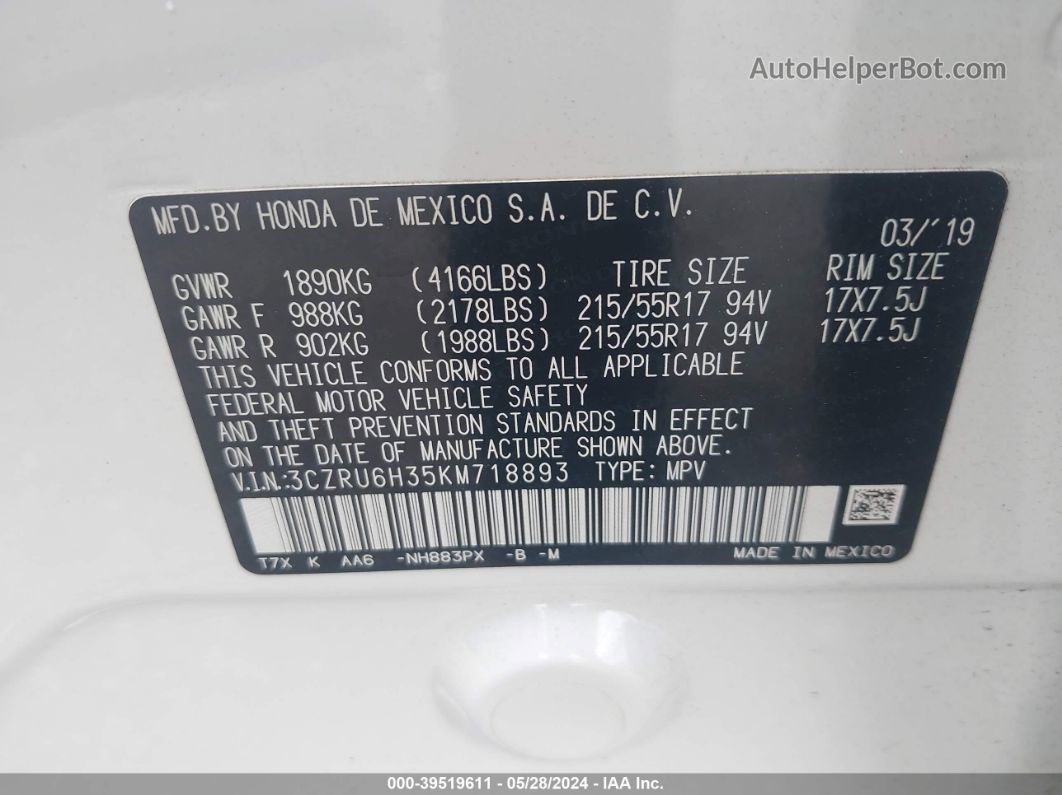 AutoHelperBot.com
MFD.BY HONDA DE MEXICO S.A. DE C.V.
03/'19
GVWR 1890KG (4166LBS) TIRE SIZE RIM SIZE
GAWR F 988KG (2178LBS) 215/55R17 94V 17X7.5J
GAWR R 902KG (1988LBS) 215/55R17 94V 17X7.5J
THIS VEHICLE CONFORMS TO ALL APPLICABLE
FEDERAL MOTOR VEHICLE SAFETY
AND THEFT PREVENTION STANDARDS IN EFFECT
ON THE DATE OF MANUFACTURE SHOWN ABOVE.
V.I.N.:3CZRU6H35KM718893 TYPE: MPV
T7X K AA6 -NH883PX -B -M MADE IN MEXICO
000-39519611 - 05/28/2024 - IAA Inc.